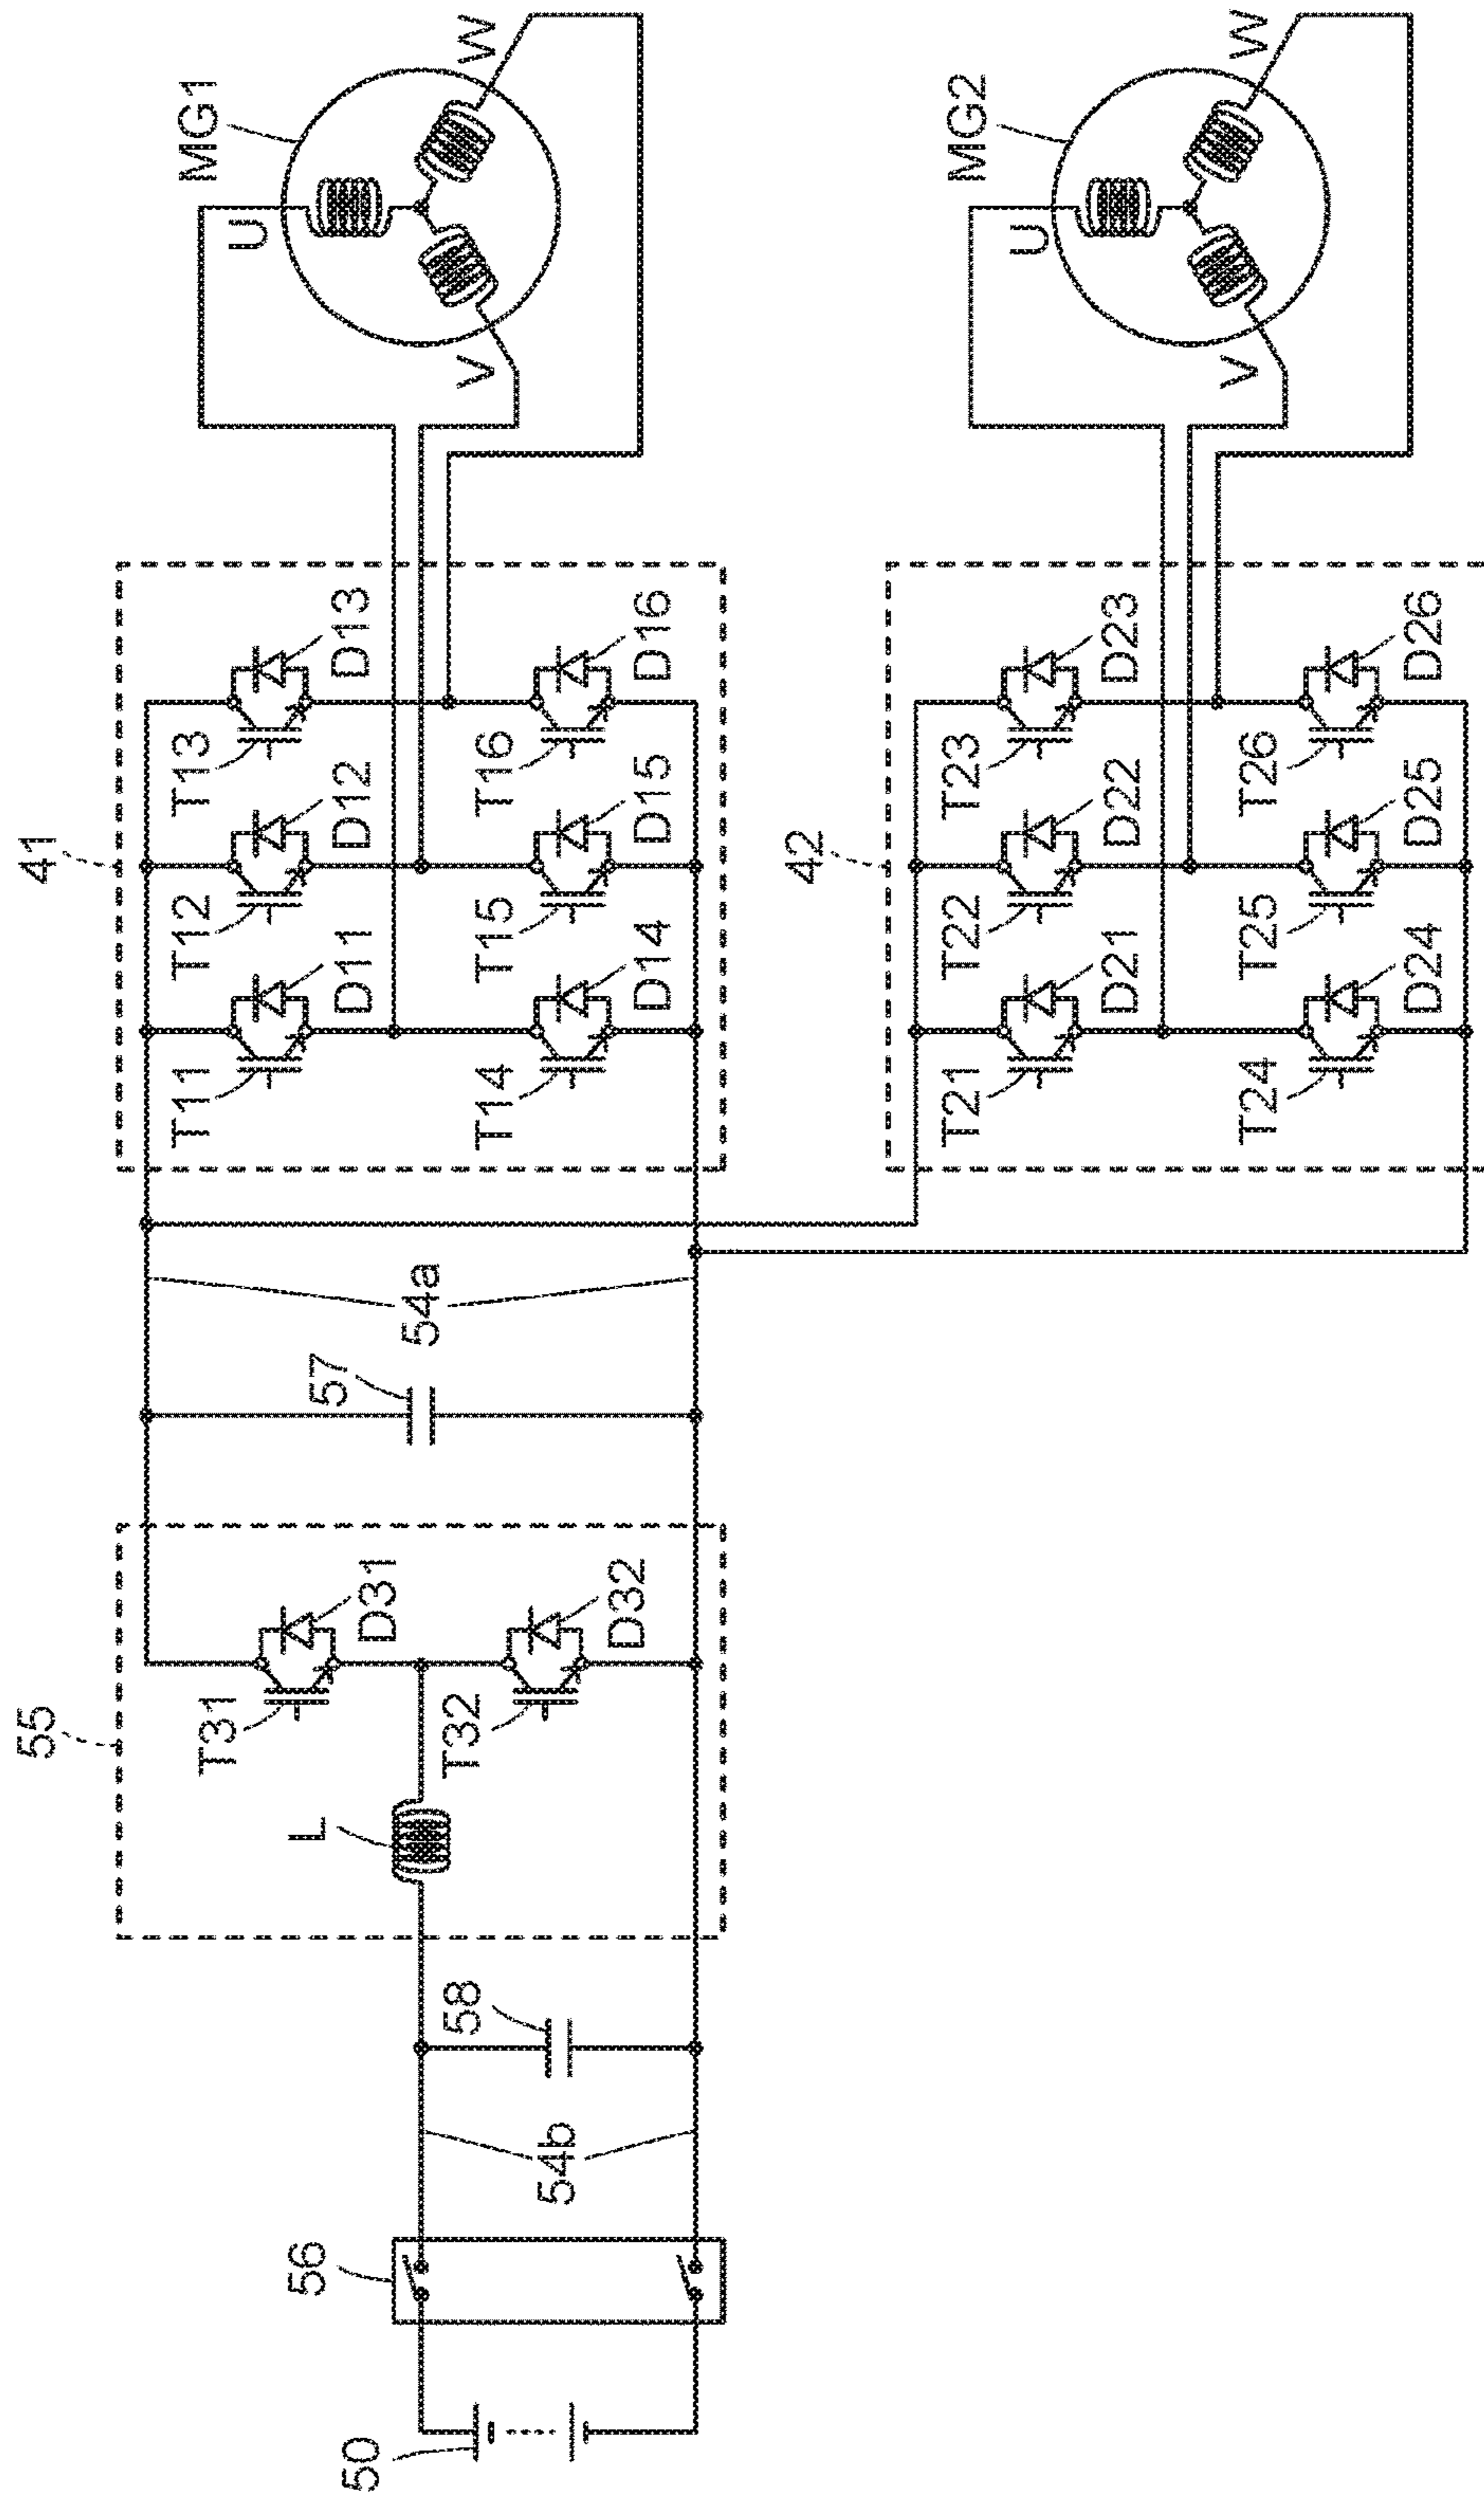 50
56
54b
58
55
L
T31
D31
T32
D32
57
54a
41
T11
D11
T12
D12
T13
D13
T14
D14
T15
D15
T16
D16
MG1
U
V
W
42
T21
D21
T22
D22
T23
D23
T24
D24
T25
D25
T26
D26
MG2
U
V
W